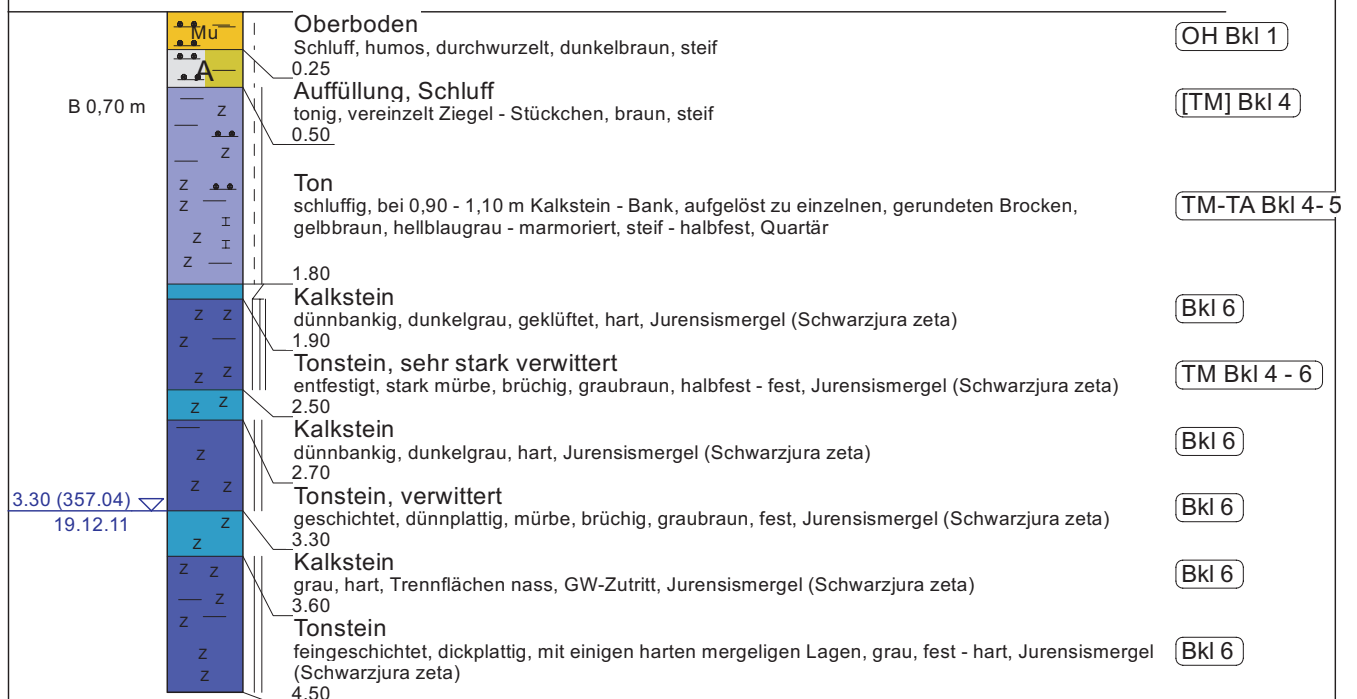 Mu
Oberboden
Schluff, humos, durchwurzelt, dunkelbraun, steif
OH Bkl 1
0.25
A
Auffüllung, Schluff
B 0,70 m
tonig, vereinzelt Ziegel - Stückchen, braun, steif
[TM] Bkl 4
0.50
Ton
schluffig, bei 0,90 - 1,10 m Kalkstein - Bank, aufgelöst zu einzelnen, gerundeten Brocken,
gelbbraun, hellblaugrau - marmoriert, steif - halbfest, Quartär
TM-TA Bkl 4- 5
1.80
Kalkstein
dünnbankig, dunkelgrau, geklüftet, hart, Jurensismergel (Schwarzjura zeta)
Bkl 6
1.90
Tonstein, sehr stark verwittert
entfestigt, stark mürbe, brüchig, graubraun, halbfest - fest, Jurensismergel (Schwarzjura zeta)
TM Bkl 4 - 6
2.50
Kalkstein
dünnbankig, dunkelgrau, hart, Jurensismergel (Schwarzjura zeta)
Bkl 6
2.70
Tonstein, verwittert
3.30 (357.04)
19.12.11
geschichtet, dünnplattig, mürbe, brüchig, graubraun, fest, Jurensismergel (Schwarzjura zeta)
Bkl 6
3.30
Kalkstein
grau, hart, Trennflächen nass, GW-Zutritt, Jurensismergel (Schwarzjura zeta)
Bkl 6
3.60
Tonstein
feingeschichtet, dickplattig, mit einigen harten mergeligen Lagen, grau, fest - hart, Jurensismergel
(Schwarzjura zeta)
Bkl 6
4.50